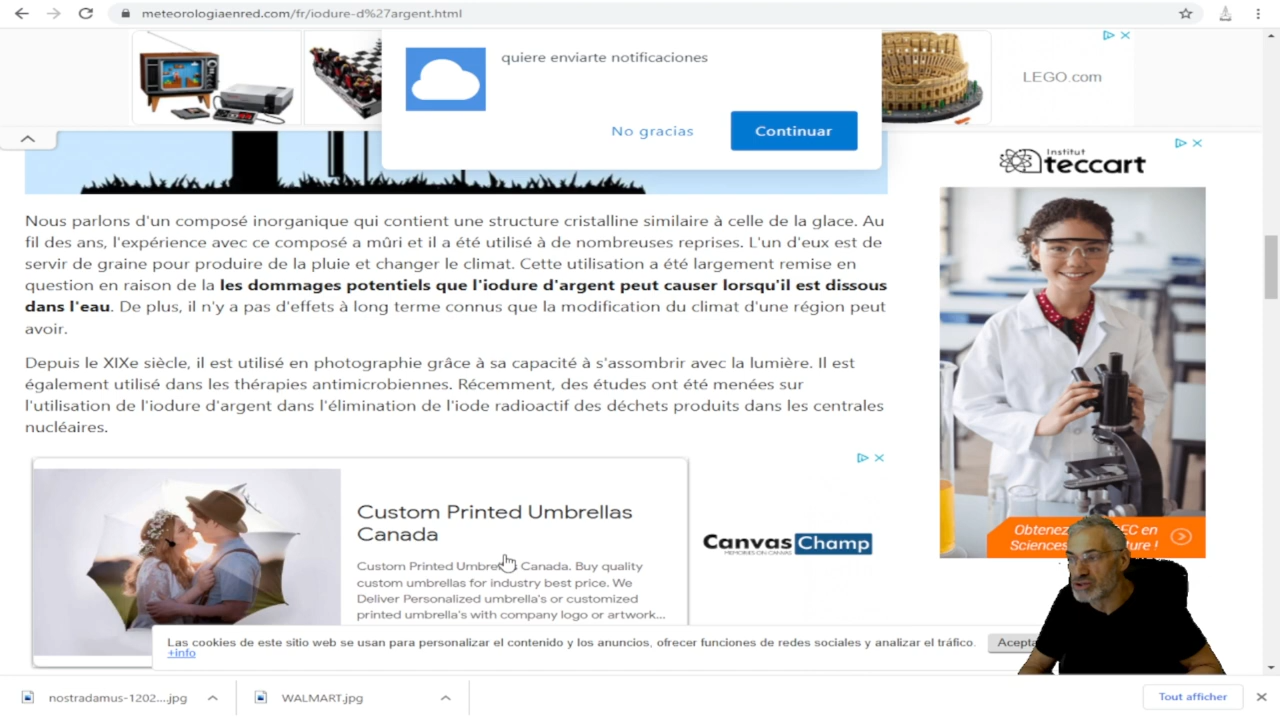 meteorologiaenred.com/fr/iodure-d%27argent.html
quiere enviarte notificaciones
LEGO.com
No gracias
Continuar
Institut
teccart
Nous parlons d'un composé inorganique qui contient une structure cristalline similaire à celle de la glace. Au
fil des ans, l'expérience avec ce composé a mûri et il a été utilisé à de nombreuses reprises. L'un d'eux est de
servir de graine pour produire de la pluie et changer le climat. Cette utilisation a été largement remise en
question en raison de la les dommages potentiels que l'iodure d'argent peut causer lorsqu'il est dissous
dans l'eau. De plus, il n'y a pas d'effets à long terme connus que la modification du climat d'une région peut
avoir.
Depuis le XIXe siècle, il est utilisé en photographie grâce à sa capacité à s'assombrir avec la lumière. Il est
également utilisé dans les thérapies antimicrobiennes. Récemment, des études ont été menées sur
l'utilisation de l'iodure d'argent dans l'élimination de l'iode radioactif des déchets produits dans les centrales
nucléaires.
Custom Printed Umbrellas
Canada
Custom Printed Canada. Buy quality
custom umbrellas for industry best price. We
Deliver Personalized umbrella's or customized
printed umbrella's with company logo or artwork...
Canvas Champ
MEMORIES ON CANVAS
Obtenez EC en
Sciences !
Las cookies de este sitio web se usan para personalizar el contenido y los anuncios, ofrecer funciones de redes sociales y analizar el tráfico.
+info
nostradamus-1202....jpg
WALMART.jpg
Tout afficher